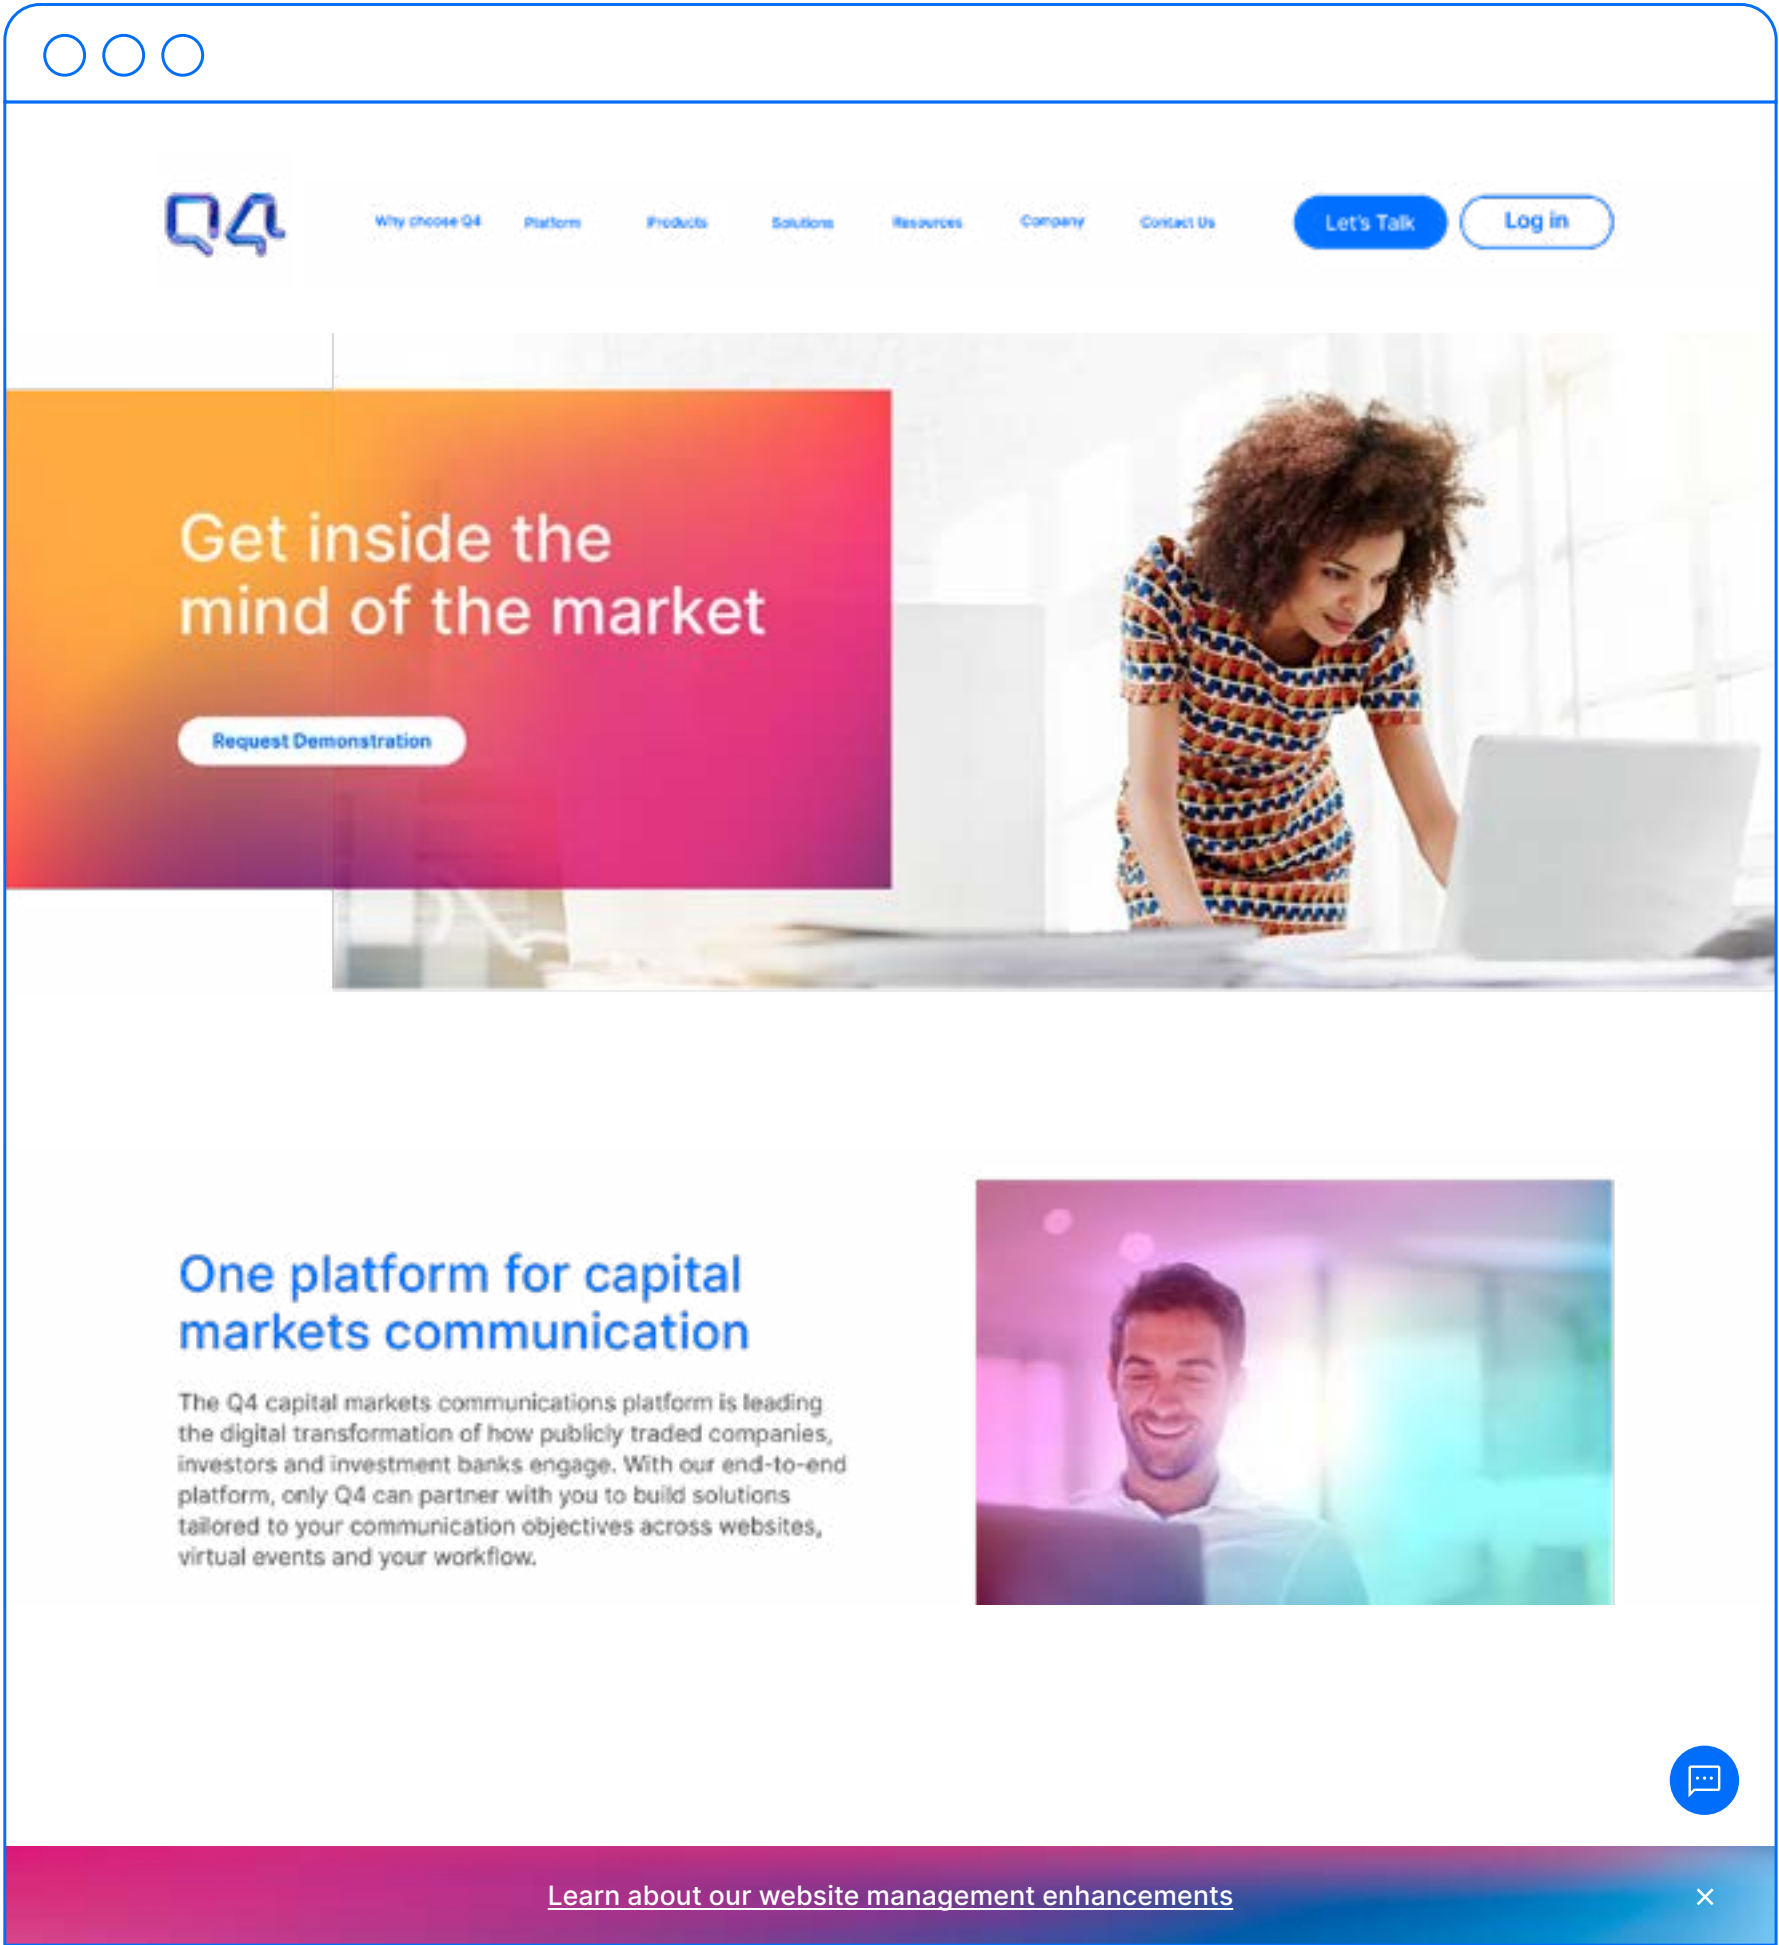 Q4
Why choose Q4
Platform
Products
Solutions
Resources
Company
Contact Us
Let's Talk
Log in
Get inside the
mind of the market
Request Demonstration
One platform for capital
markets communication
The Q4 capital markets communications platform is leading
the digital transformation of how publicly traded companies,
investors and investment banks engage. With our end-to-end
platform, only Q4 can partner with you to build solutions
tailored to your communication objectives across websites,
virtual events and your workflow.
Learn about our website management enhancements